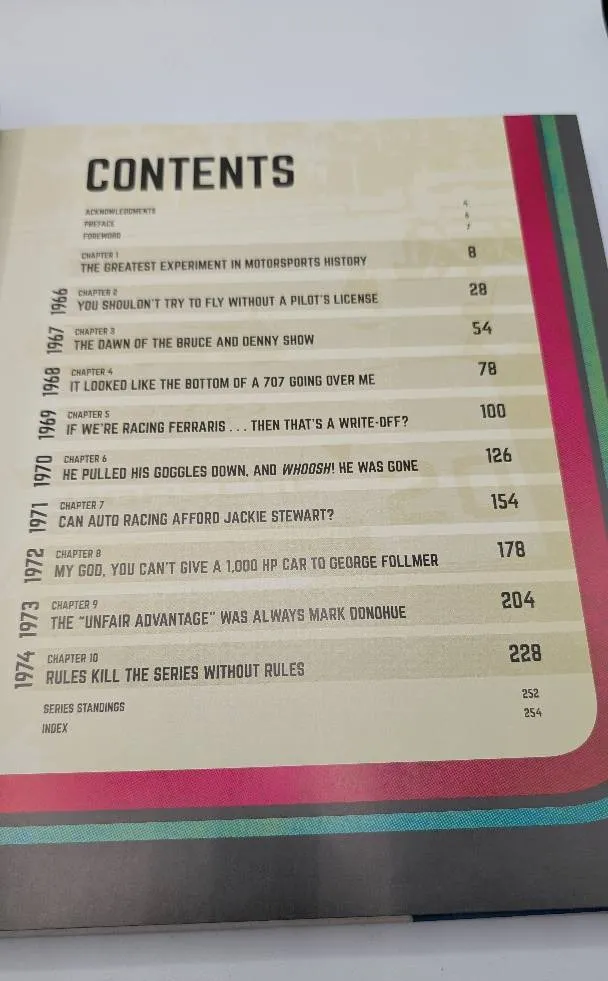 CONTENTS
ACKNOWLEDGMENTS 4
PREFACE 6
FOREWORD 7
CHAPTER 1
THE GREATEST EXPERIMENT IN MOTORSPORTS HISTORY 8
1966
CHAPTER 2
YOU SHOULDN'T TRY TO FLY WITHOUT A PILOT'S LICENSE 28
1967
CHAPTER 3
THE DAWN OF THE BRUCE AND DENNY SHOW 54
1968
CHAPTER 4
IT LOOKED LIKE THE BOTTOM OF A 707 GOING OVER ME 78
1969
CHAPTER 5
IF WE'RE RACING FERRARIS . . . THEN THAT'S A WRITE-OFF? 100
1970
CHAPTER 6
HE PULLED HIS GOGGLES DOWN, AND WHOOSH! HE WAS GONE 126
1971
CHAPTER 7
CAN AUTO RACING AFFORD JACKIE STEWART? 154
1972
CHAPTER 8
MY GOD, YOU CAN'T GIVE A 1,000 HP CAR TO GEORGE FOLLMER 178
1973
CHAPTER 9
THE "UNFAIR ADVANTAGE" WAS ALWAYS MARK DONOHUE 204
1974
CHAPTER 10
RULES KILL THE SERIES WITHOUT RULES 228
SERIES STANDINGS 252
INDEX 254